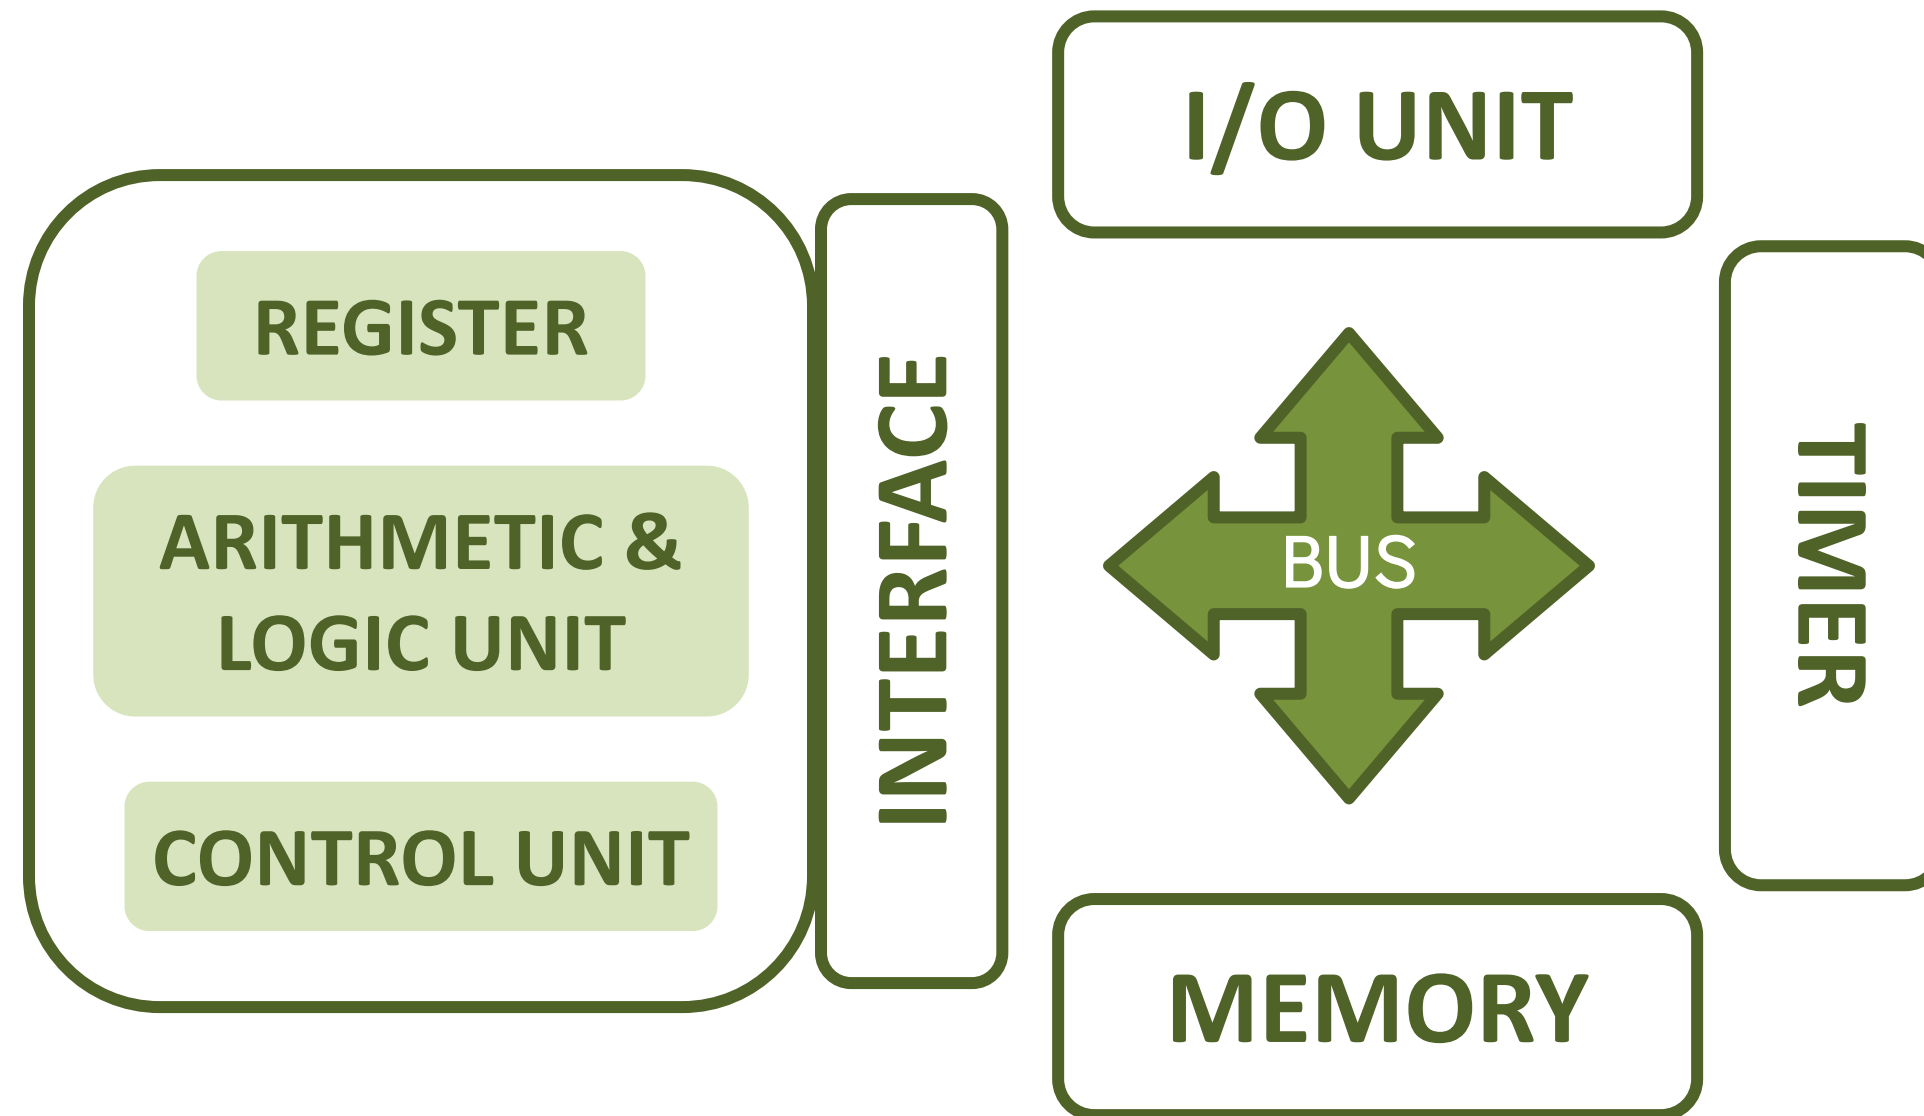 I/O UNIT
REGISTER
ARITHMETIC &
LOGIC UNIT
CONTROL UNIT
INTERFACE
BUS
TIMER
MEMORY